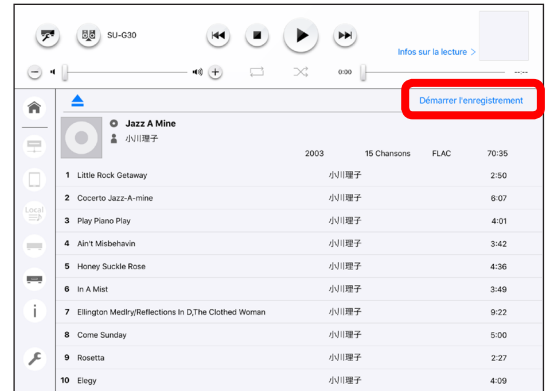 SU-G30
Infos sur la lecture >
0:00 --:--
Démarrer l'enregistrement
Jazz A Mine
小川理子
2003 15 Chansons FLAC 70:35
1 Little Rock Getaway 小川理子 2:50
2 Cocerto Jazz-A-mine 小川理子 6:07
3 Play Piano Play 小川理子 4:01
4 Ain't Misbehavin 小川理子 3:42
5 Honey Suckle Rose 小川理子 4:36
6 In A Mist 小川理子 3:49
7 Ellington Medlry/Reflections In D,The Clothed Woman 小川理子 9:22
8 Come Sunday 小川理子 5:00
9 Rosetta 小川理子 2:27
10 Elegy 小川理子 4:09
Local